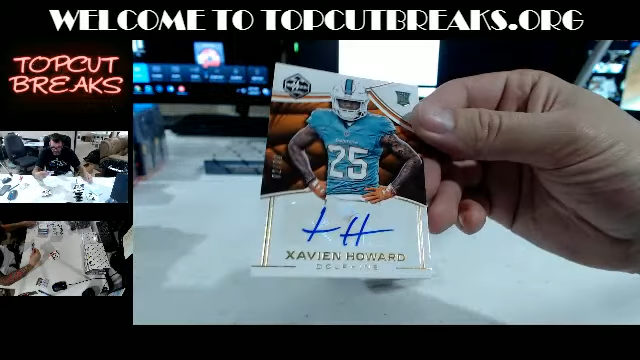 WELCOME TO TOPCUTBREAKS.ORG
TOPCUT
BREAKS
25
XAVIEN HOWARD
DOLPHINS